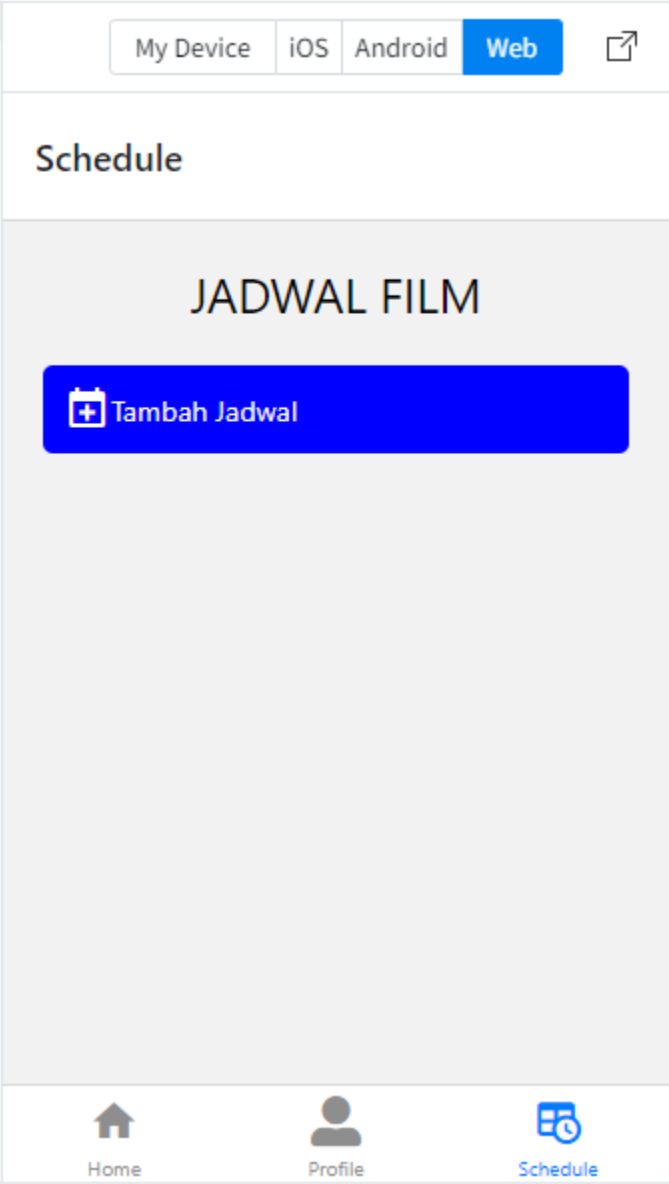 My Device iOS Android Web
Schedule
JADWAL FILM
Tambah Jadwal
Home Profile Schedule